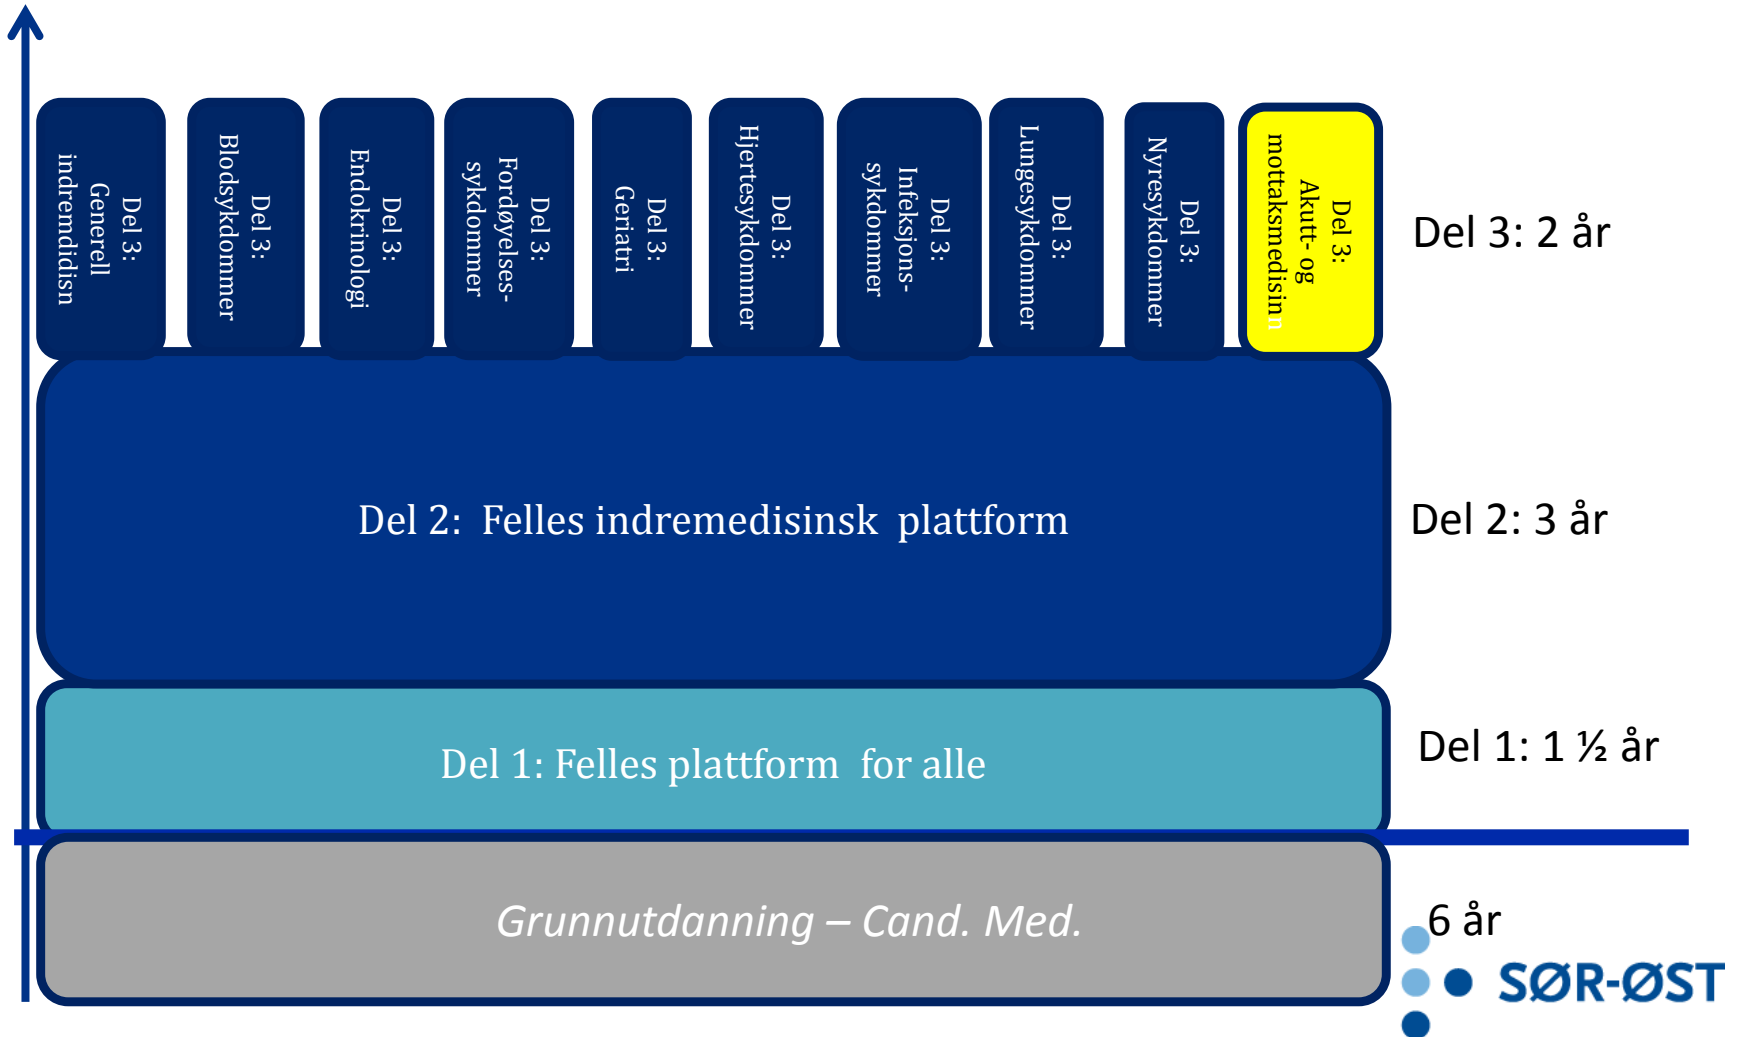 Del 3:
Generell
indremdidisn
Del 3:
Blodsykdommer
Del 3:
Endokrinologi
Del 3:
Fordøyelses-
sykdommer
Del 3:
Geriatri
Del 3:
Hjertesykdommer
Del 3:
Infeksjons-
sykdommer
Del 3:
Lungesykdommer
Del 3:
Nyresykdommer
Del 3:
Akutt- og
mottaksmedisinn
Del 3: 2 år
Del 2: Felles indremedisinsk plattform
Del 2: 3 år
Del 1: Felles plattform for alle
Del 1: 1 ½ år
Grunnutdanning – Cand. Med.
6 år
SØR-ØST